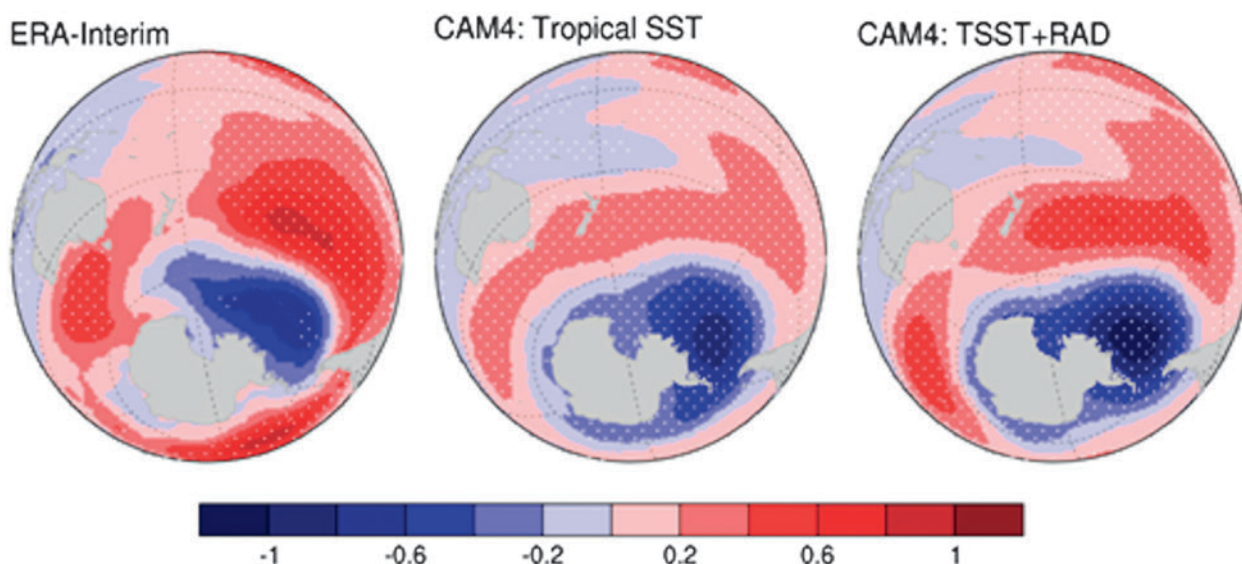 ERA-Interim
CAM4: Tropical SST
CAM4: TSST+RAD
-1 -0.6 -0.2 0.2 0.6 1